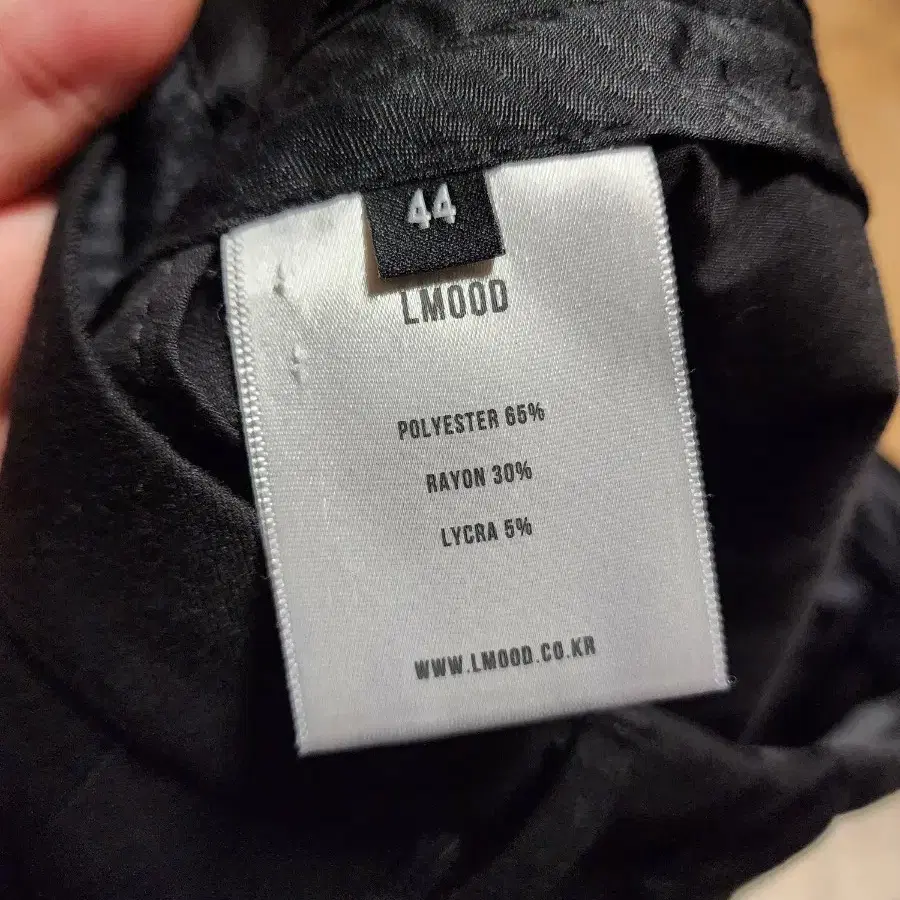 44
LMOOD
POLYESTER 65%
RAYON 30%
LYCRA 5%
WWW.LMOOD.CO.KR